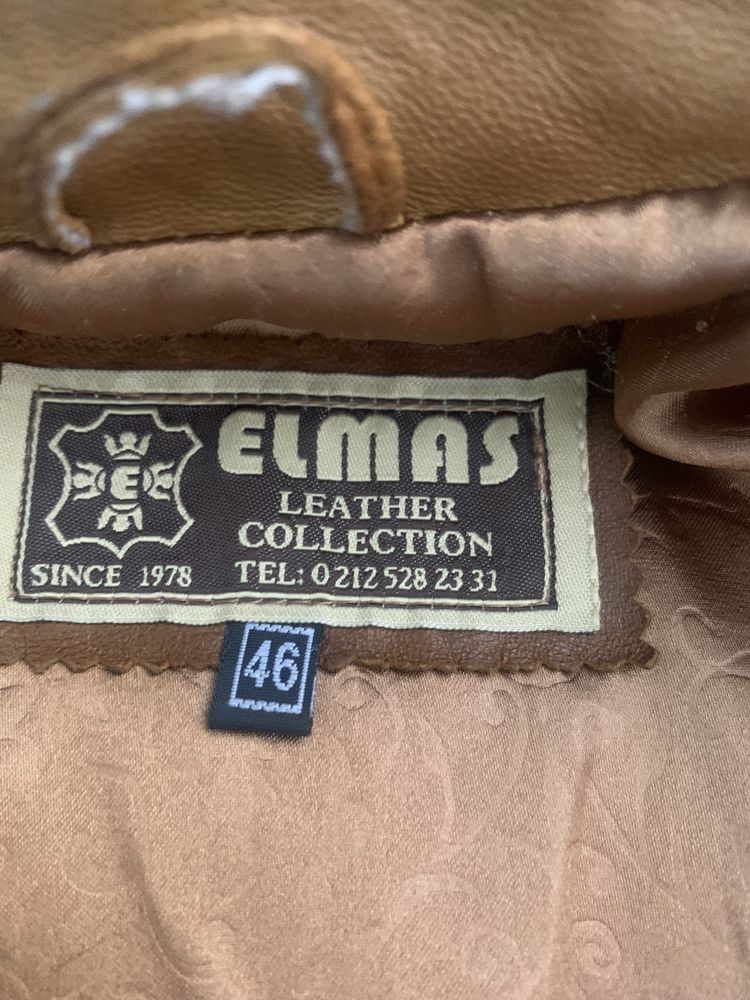 ELMAS
LEATHER
COLLECTION
E
SINCE 1978
TEL: 0 212 528 23 31
46